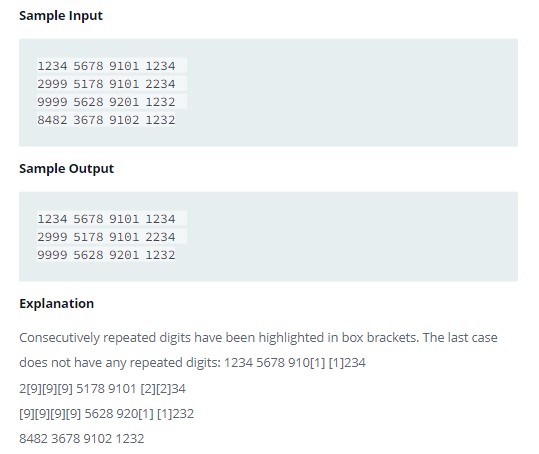 Sample Input
1234 5678 9101 1234
2999 5178 9101 2234
9999 5628 9201 1232
8482 3678 9102 1232
Sample Output
1234 5678 9101 1234
2999 5178 9101 2234
9999 5628 9201 1232
Explanation
Consecutively repeated digits have been highlighted in box brackets. The last case
does not have any repeated digits: 1234 5678 910[1] [1]234
2[9][9][9] 5178 9101 [2][2]34
[9][9][9][9] 5628 920[1] [1]232
8482 3678 9102 1232